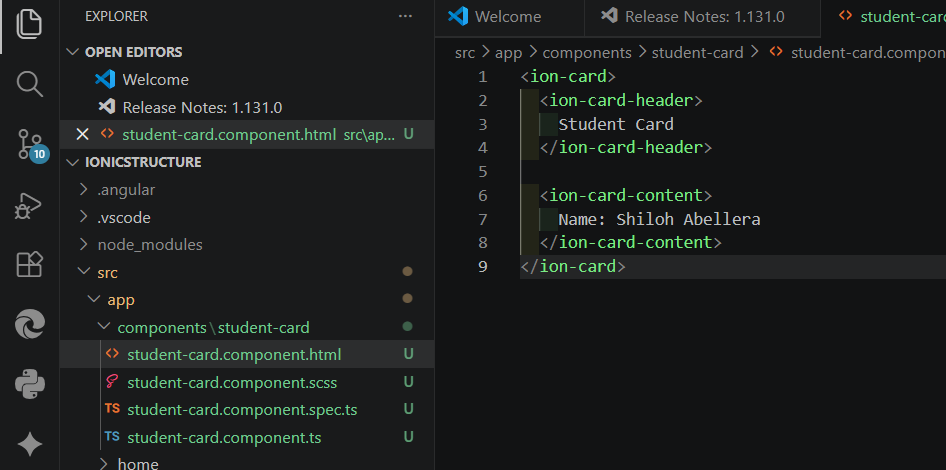 EXPLORER
OPEN EDITORS
Welcome
Release Notes: 1.131.0
student-card.component.html src\ap... U
IONICSTRUCTURE
.angular
.vscode
node_modules
src
app
components\student-card
student-card.component.html U
student-card.component.scss U
TS student-card.component.spec.ts U
TS student-card.component.ts U
home
10
Welcome
Release Notes: 1.131.0
student-card
src > app > components > student-card > <> student-card.compon
1 <ion-card>
2 <ion-card-header>
3 Student Card
4 </ion-card-header>
5
6 <ion-card-content>
7 Name: Shiloh Abellera
8 </ion-card-content>
9 </ion-card>